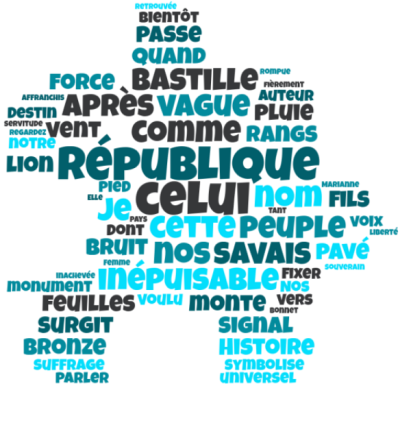 RETROUVÉE
BIENTÔT
PASSE
QUAND
FORCE BASTILLE ROMPUE
FIÈREMENT
AFFRANCHIS APRÈS VAGUE AUTEUR
DESTIN PLUIE
SERVITUDE VENT COMME RANGS
REGARDEZ
NOTRE
LION RÉPUBLIQUE
PIED CELUI NOM MARIANNE
ELLE JE FILS
TANT
PAYS CETTE PEUPLE VOIX
DONT LIBERTÉ
BRUIT NOS SAVAIS PAVÉ
FEMME SOUVERAIN
INACHEVÉE INÉPUISABLE FIXER
MONUMENT NOS
FEUILLES VOULU MONTE VERS
BONNET
SURGIT SIGNAL
BRONZE HISTOIRE
SUFFRAGE SYMBOLISE
PARLER UNIVERSEL